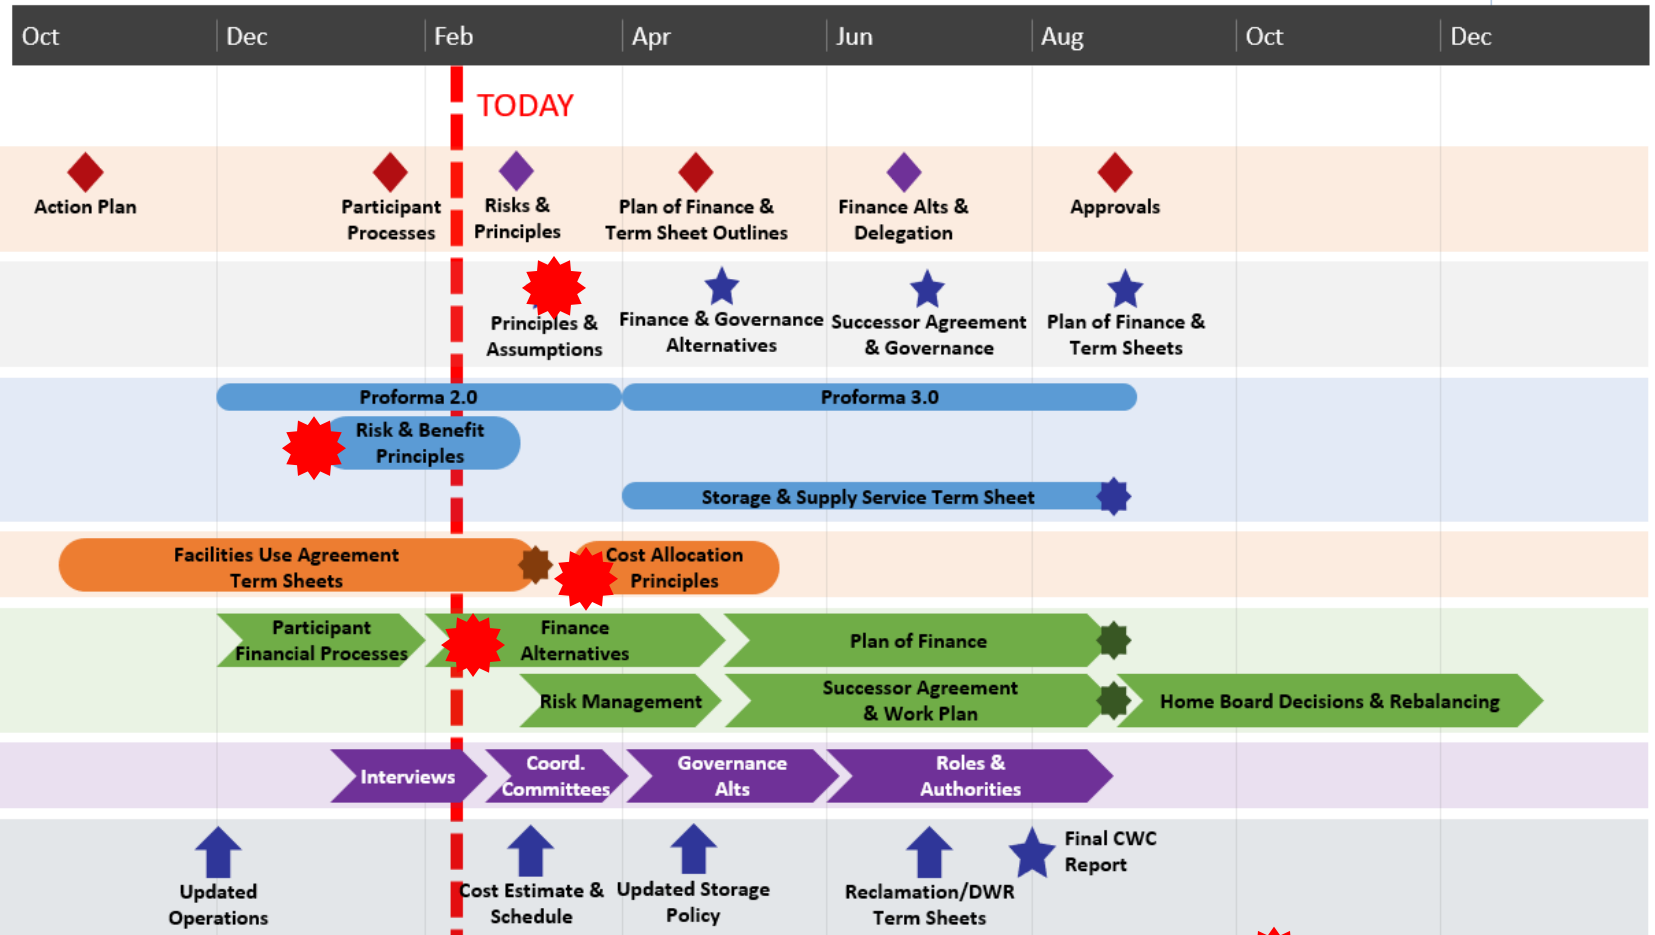 Oct Dec Feb Apr Jun Aug Oct Dec
TODAY
Action Plan
Participant
Processes
Risks &
Principles
Plan of Finance &
Term Sheet Outlines
Finance Alts &
Delegation
Approvals
Principles &
Assumptions
Finance & Governance
Alternatives
Successor Agreement
& Governance
Plan of Finance &
Term Sheets
Proforma 2.0
Proforma 3.0
Risk & Benefit
Principles
Storage & Supply Service Term Sheet
Facilities Use Agreement
Term Sheets
Cost Allocation
Principles
Participant
Financial Processes
Finance
Alternatives
Plan of Finance
Risk Management
Successor Agreement
& Work Plan
Home Board Decisions & Rebalancing
Interviews
Coord.
Committees
Governance
Alts
Roles &
Authorities
Updated
Operations
Cost Estimate &
Schedule
Updated Storage
Policy
Reclamation/DWR
Term Sheets
Final CWC
Report